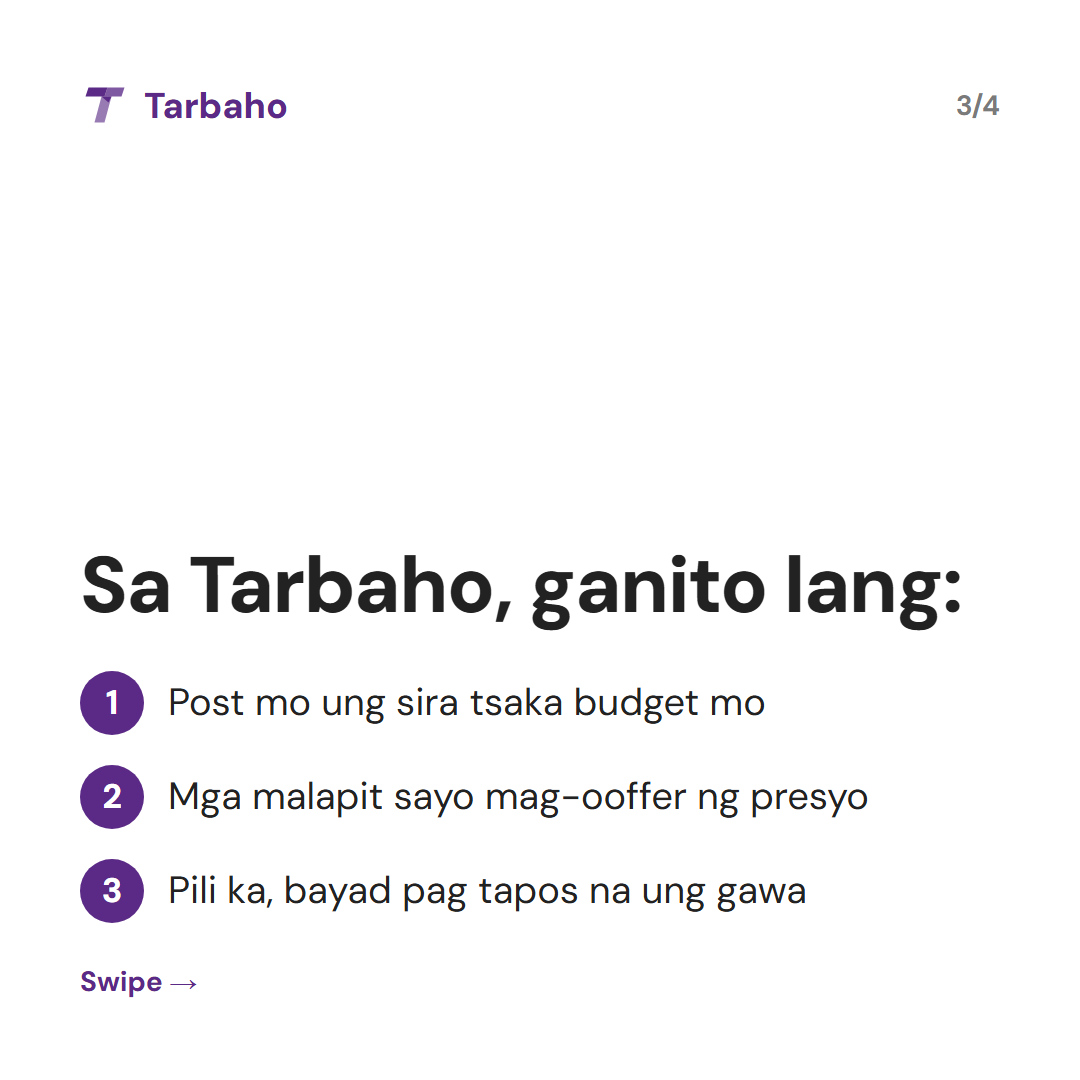 Tarbaho
3/4
Sa Tarbaho, ganito lang:
1 Post mo ung sira tsaka budget mo
2 Mga malapit sayo mag-ooffer ng presyo
3 Pili ka, bayad pag tapos na ung gawa
Swipe →